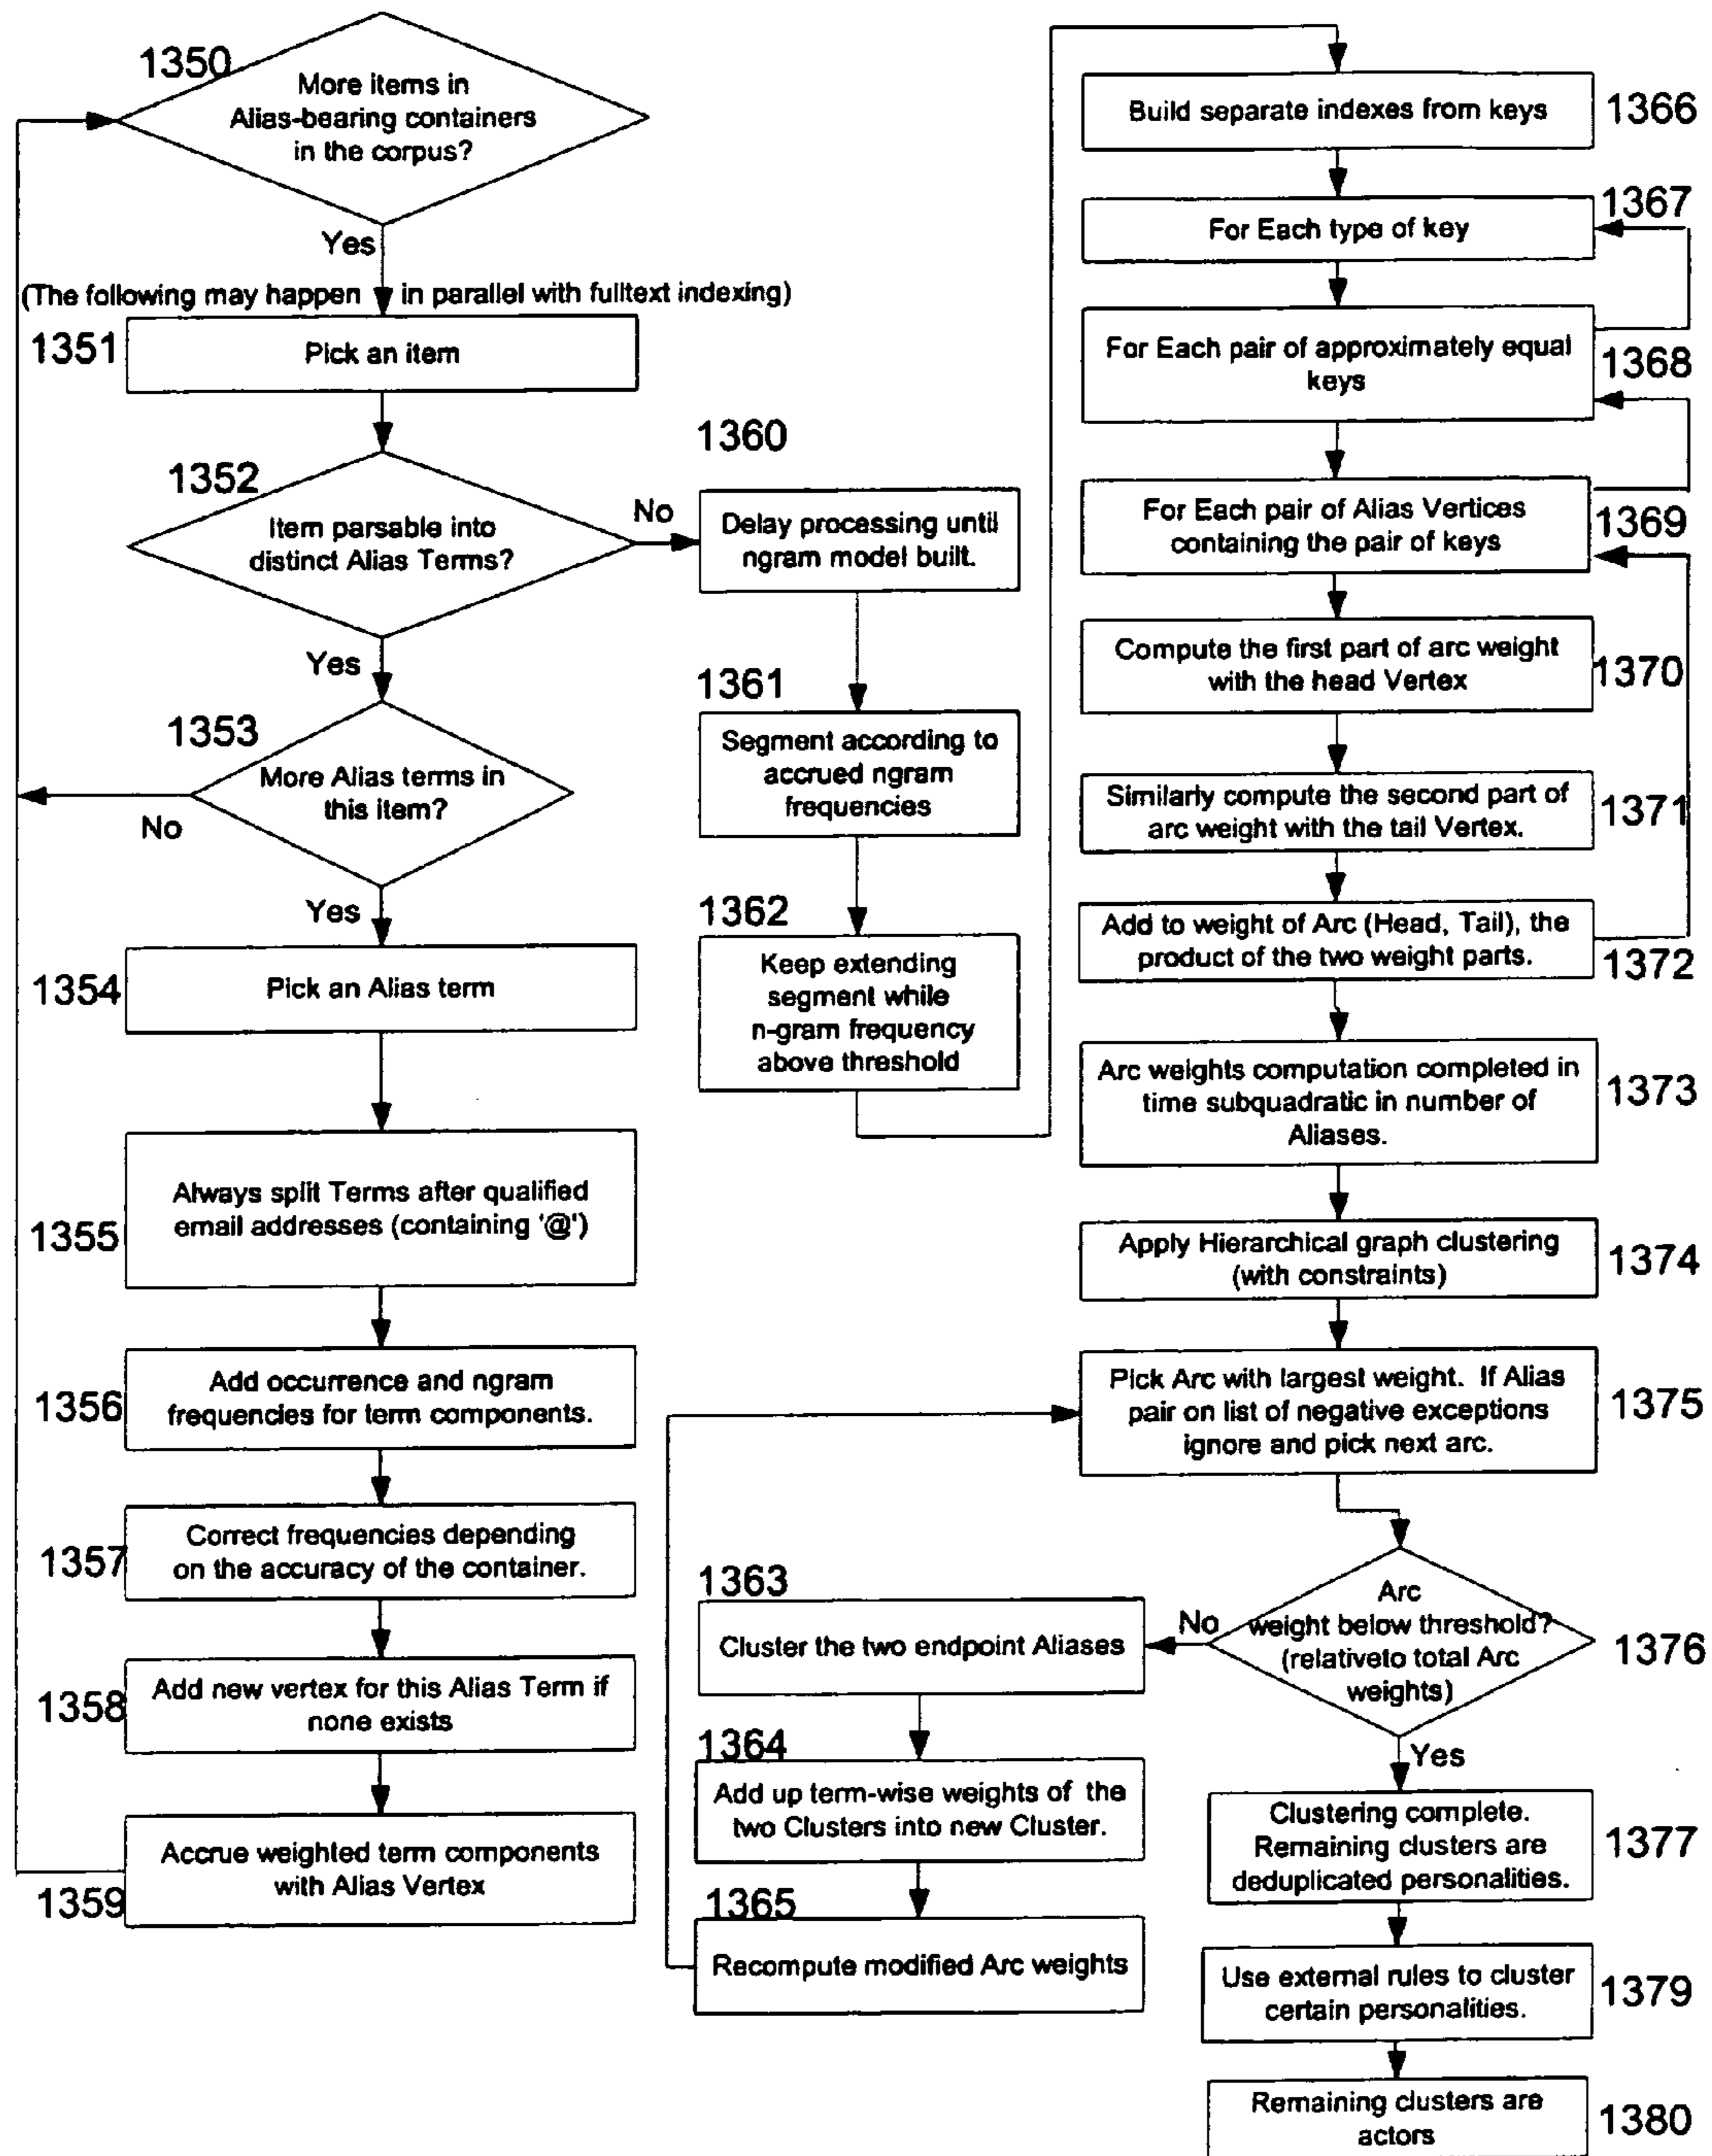 1350
More items in
Alias-bearing containers
in the corpus?
Yes
(The following may happen in parallel with fulltext indexing)
1351
Pick an item
1352
Item parsable into
distinct Alias Terms?
No
Yes
1353
More Alias terms in
this item?
No
Yes
1354
Pick an Alias term
1355
Always split Terms after qualified
email addresses (containing '@')
1356
Add occurrence and ngram
frequencies for term components.
1357
Correct frequencies depending
on the accuracy of the container.
1358
Add new vertex for this Alias Term if
none exists
1359
Accrue weighted term components
with Alias Vertex
1360
Delay processing until
ngram model built.
1361
Segment according to
accrued ngram
frequencies
1362
Keep extending
segment while
n-gram frequency
above threshold
Build separate indexes from keys
1366
For Each type of key
1367
For Each pair of approximately equal
keys
1368
For Each pair of Alias Vertices
containing the pair of keys
1369
Compute the first part of arc weight
with the head Vertex
1370
Similarly compute the second part of
arc weight with the tail Vertex.
1371
Add to weight of Arc (Head, Tail), the
product of the two weight parts.
1372
Arc weights computation completed in
time subquadratic in number of
Aliases.
1373
Apply Hierarchical graph clustering
(with constraints)
1374
Pick Arc with largest weight. If Alias
pair on list of negative exceptions
ignore and pick next arc.
1375
Arc
weight below threshold?
(relativeto total Arc
weights)
1376
No
Yes
1363
Cluster the two endpoint Aliases
1364
Add up term-wise weights of the
two Clusters into new Cluster.
1365
Recompute modified Arc weights
Clustering complete.
Remaining clusters are
deduplicated personalities.
1377
Use external rules to cluster
certain personalities.
1379
Remaining clusters are
actors
1380